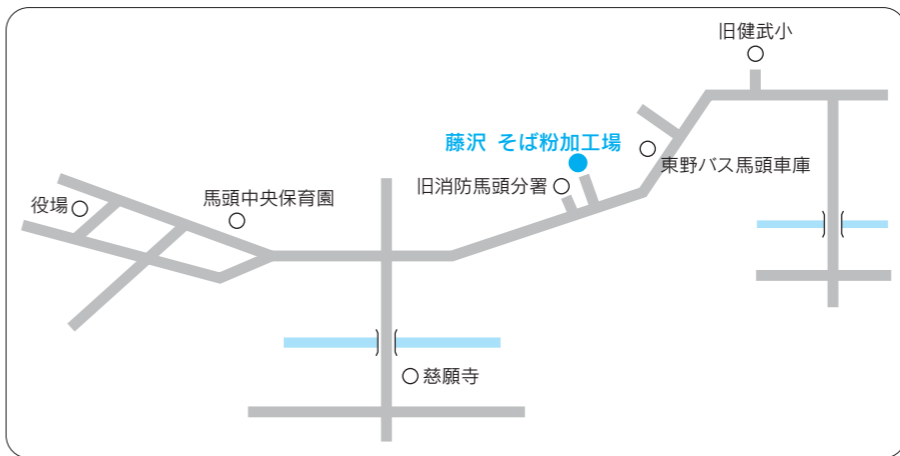 旧健武小
藤沢 そば粉加工場
東野バス馬頭車庫
旧消防馬頭分署
馬頭中央保育園
役場
慈願寺